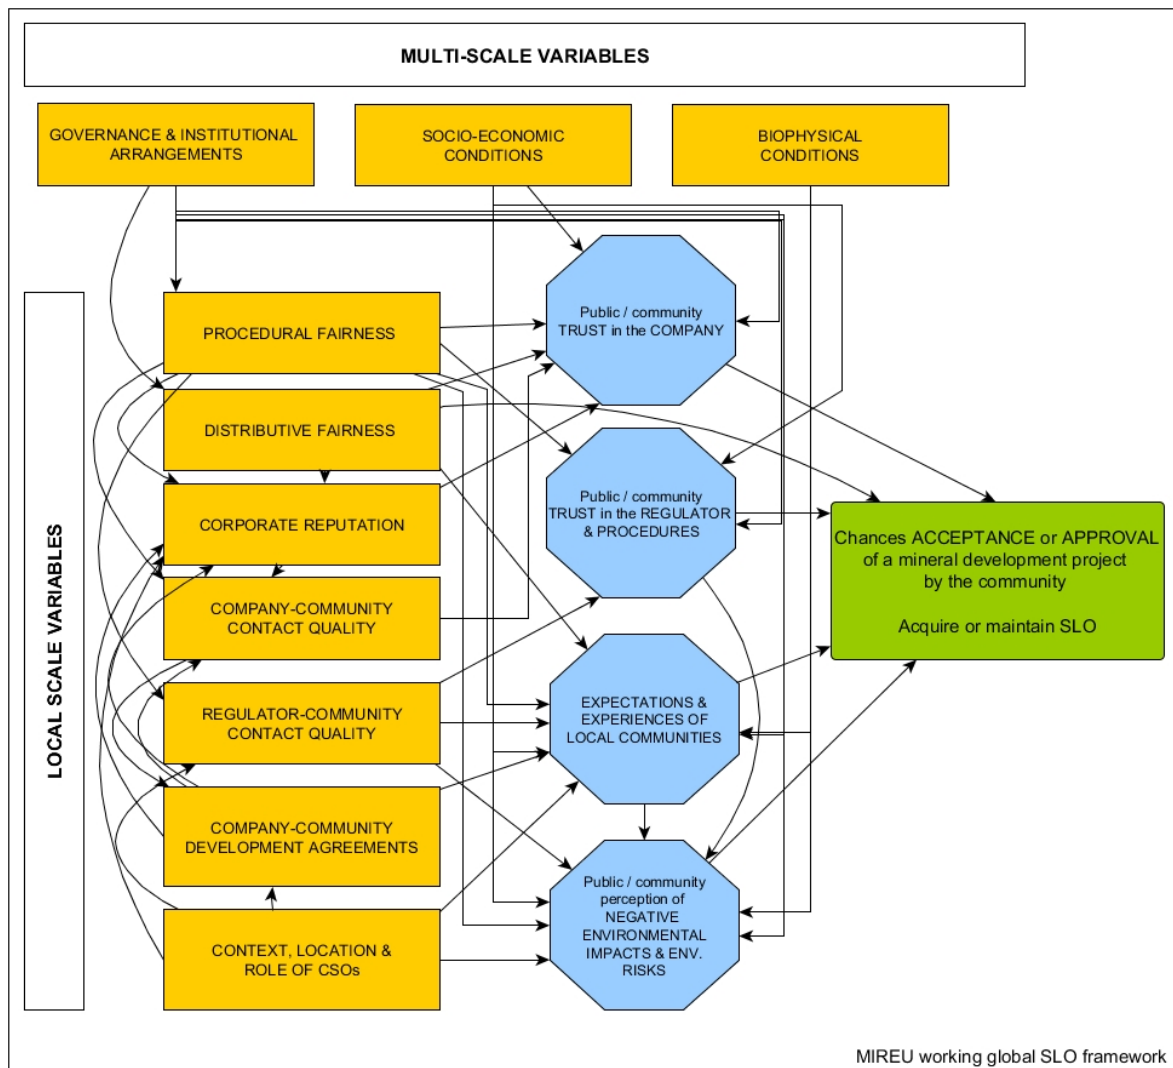 MULTI-SCALE VARIABLES
GOVERNANCE & INSTITUTIONAL
ARRANGEMENTS
SOCIO-ECONOMIC
CONDITIONS
BIOPHYSICAL
CONDITIONS
LOCAL SCALE VARIABLES
PROCEDURAL FAIRNESS
DISTRIBUTIVE FAIRNESS
CORPORATE REPUTATION
COMPANY-COMMUNITY
CONTACT QUALITY
REGULATOR-COMMUNITY
CONTACT QUALITY
COMPANY-COMMUNITY
DEVELOPMENT AGREEMENTS
CONTEXT, LOCATION &
ROLE OF CSOs
Public / community
TRUST in the COMPANY
Public / community
TRUST in the REGULATOR
& PROCEDURES
EXPECTATIONS &
EXPERIENCES OF
LOCAL COMMUNITIES
Public / community
perception of
NEGATIVE
ENVIRONMENTAL
IMPACTS & ENV.
RISKS
Chances ACCEPTANCE or APPROVAL
of a mineral development project
by the community
Acquire or maintain SLO
MIREU working global SLO framework